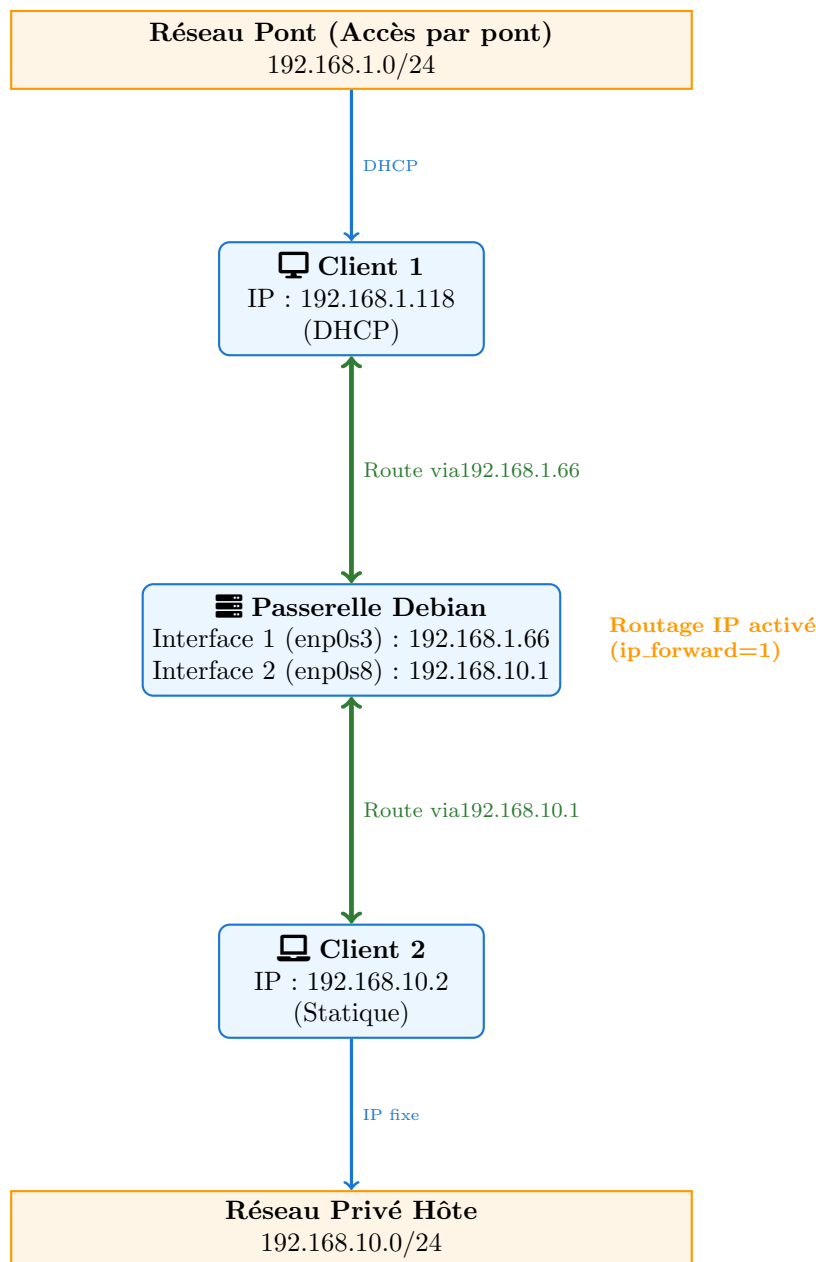 Réseau Pont (Accès par pont)
192.168.1.0/24
DHCP
Client 1
IP : 192.168.1.118
(DHCP)
Route via192.168.1.66
Passerelle Debian
Interface 1 (enp0s3) : 192.168.1.66
Interface 2 (enp0s8) : 192.168.10.1
Routage IP activé
(ip_forward=1)
Route via192.168.10.1
Client 2
IP : 192.168.10.2
(Statique)
IP fixe
Réseau Privé Hôte
192.168.10.0/24